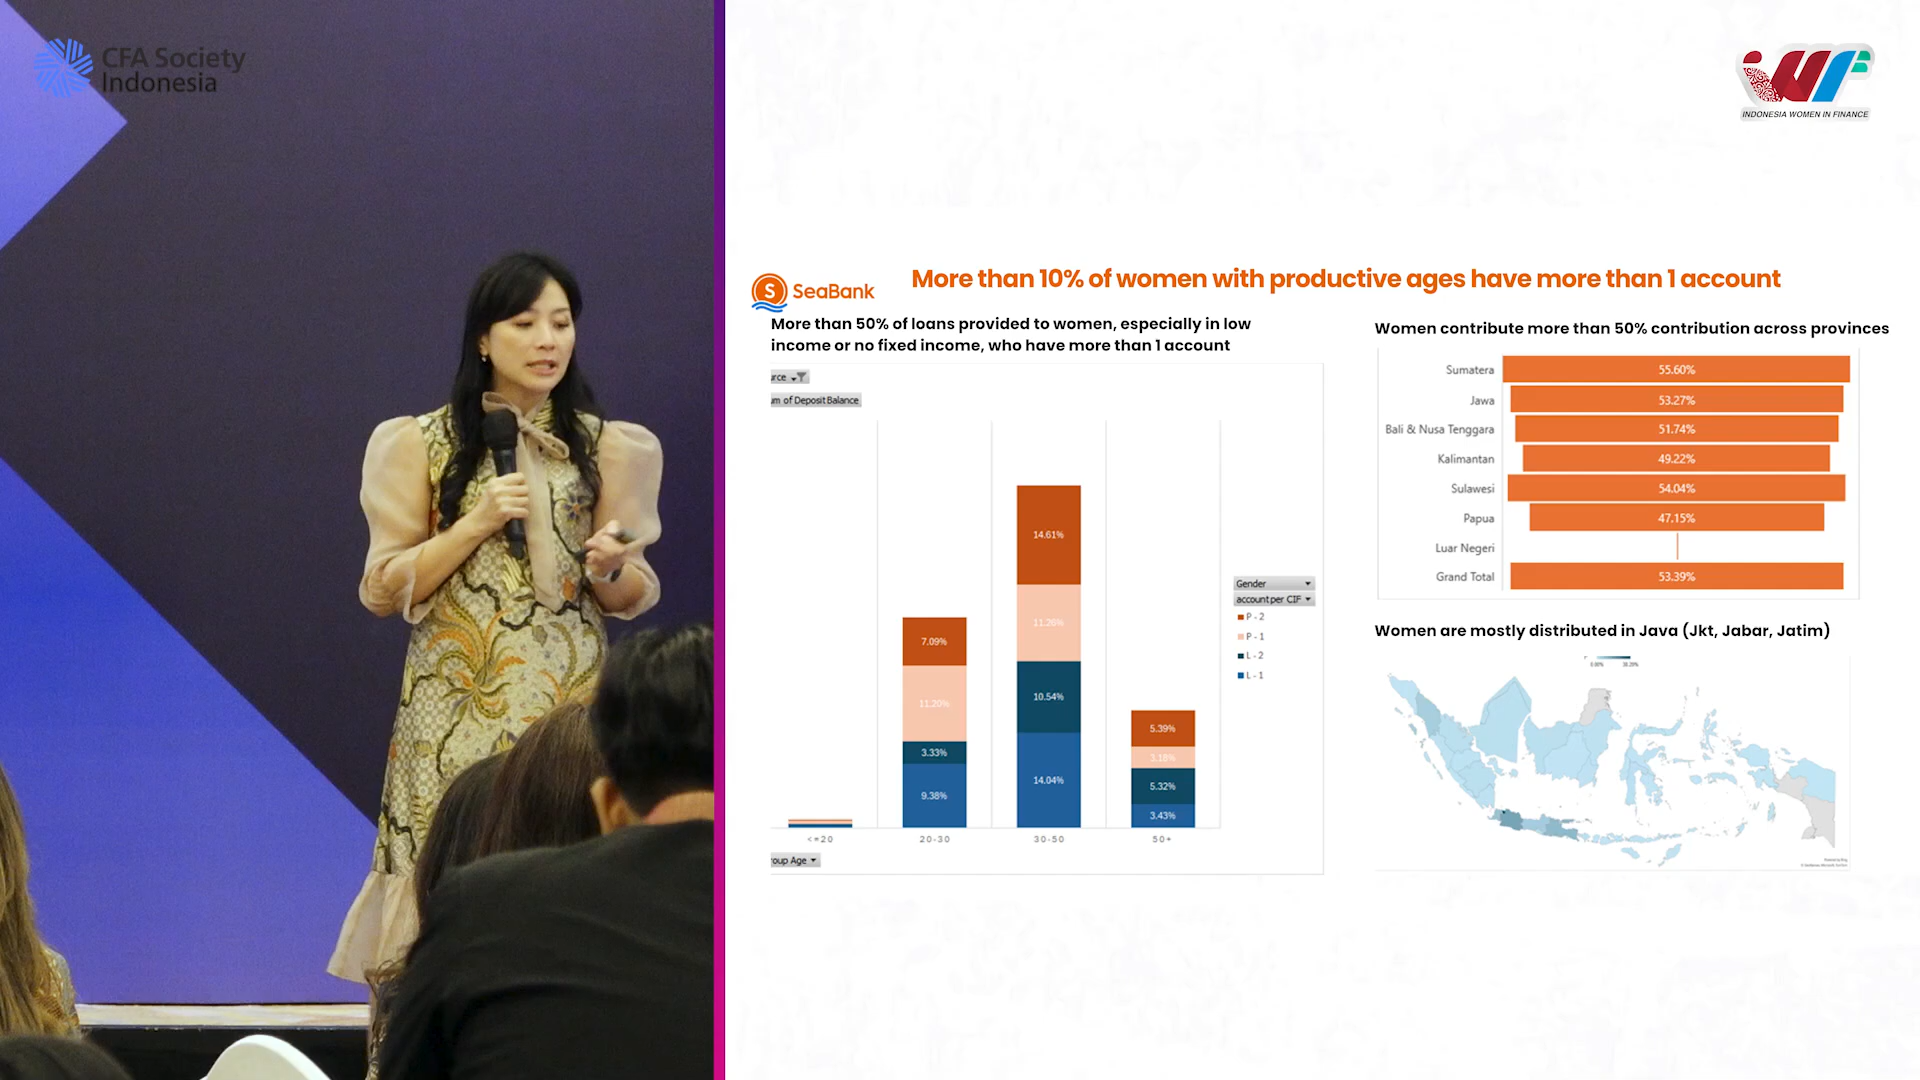 CFA Society
Indonesia
INDONESIA WOMEN IN FINANCE
SeaBank
More than 10% of women with productive ages have more than 1 account
More than 50% of loans provided to women, especially in low
income or no fixed income, who have more than 1 account
urce
um of Deposit Balance
14.61%
11.26%
10.54%
14.04%
7.09%
11.20%
3.33%
9.38%
5.39%
3.18%
5.32%
3.43%
<=20
20-30
30-50
50+
oup Age
Gender
account per CIF
P - 2
P - 1
L - 2
L - 1
Women contribute more than 50% contribution across provinces
Sumatera 55.60%
Jawa 53.27%
Bali & Nusa Tenggara 51.74%
Kalimantan 49.22%
Sulawesi 54.04%
Papua 47.15%
Luar Negeri
Grand Total 53.39%
Women are mostly distributed in Java (Jkt, Jabar, Jatim)